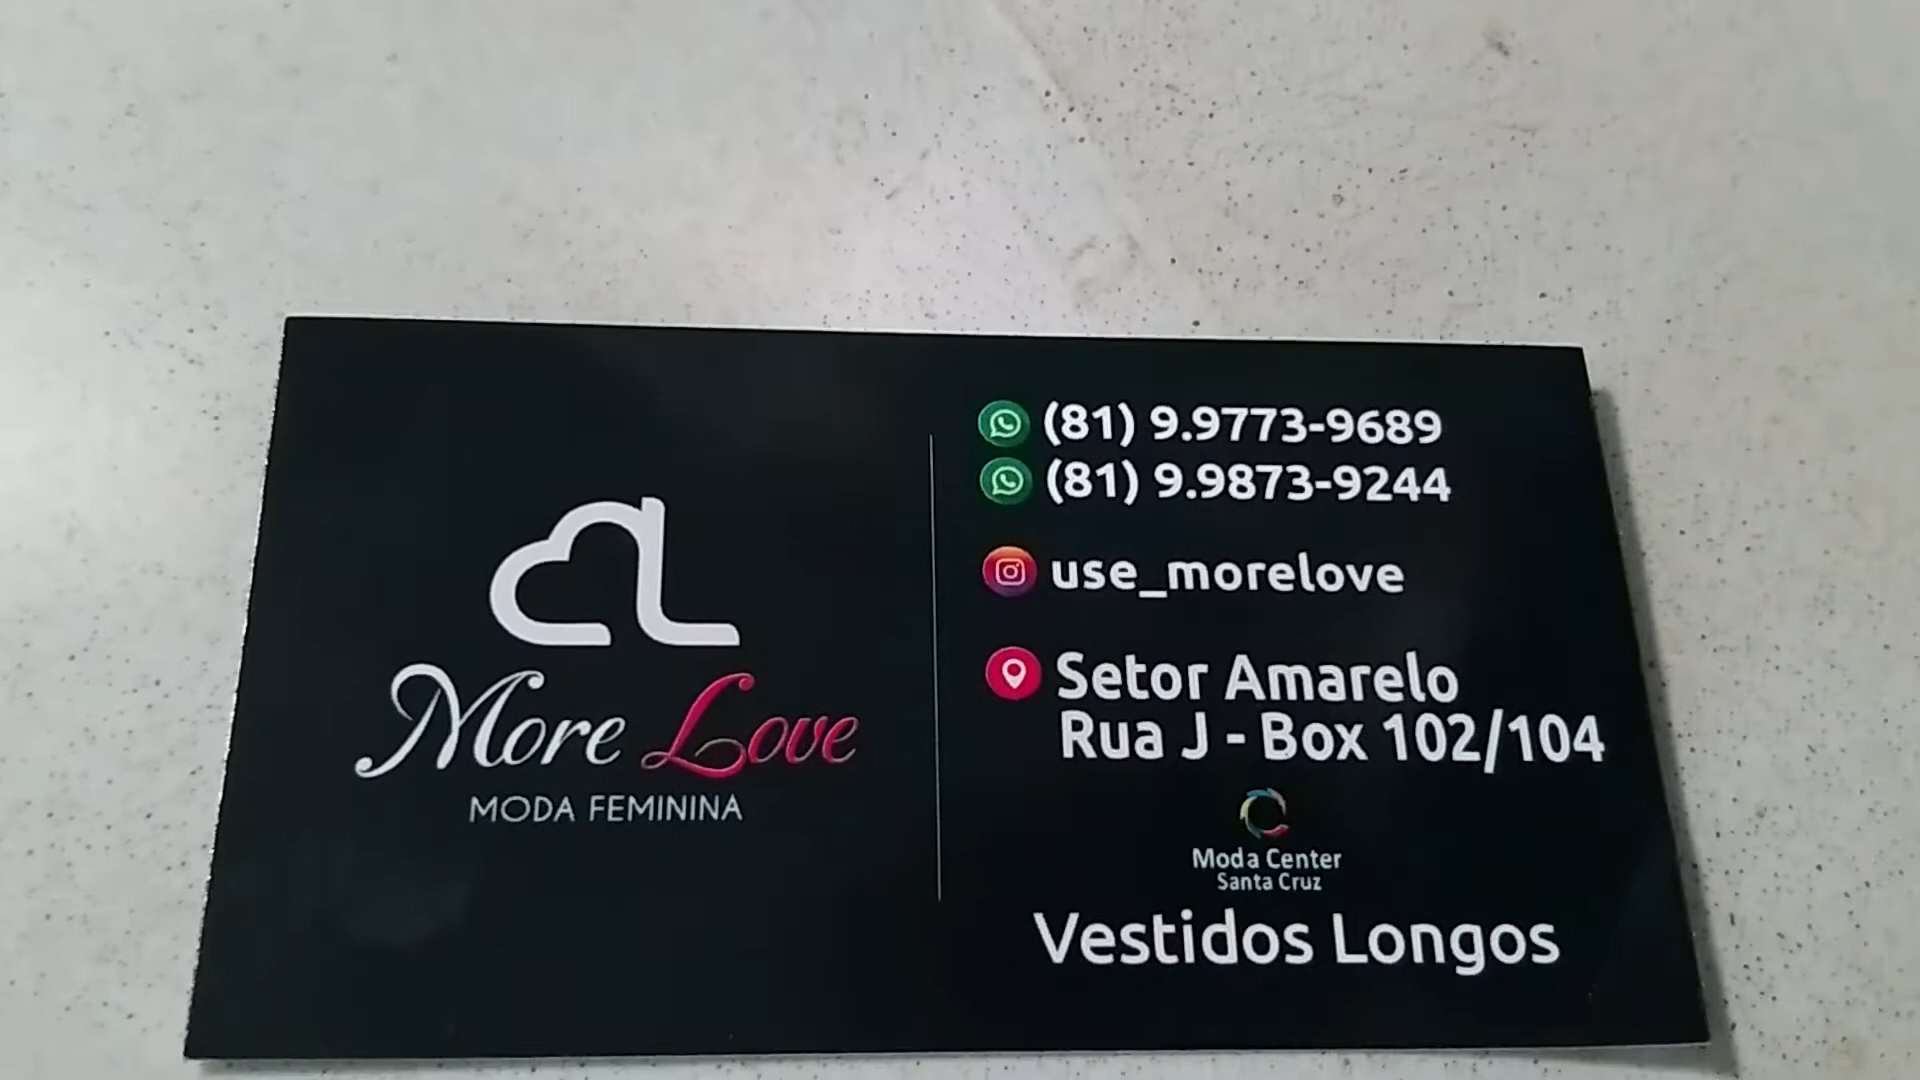 More Love
MODA FEMININA
(81) 9.9773-9689
(81) 9.9873-9244
use_morelove
Setor Amarelo
Rua J - Box 102/104
Moda Center
Santa Cruz
Vestidos Longos